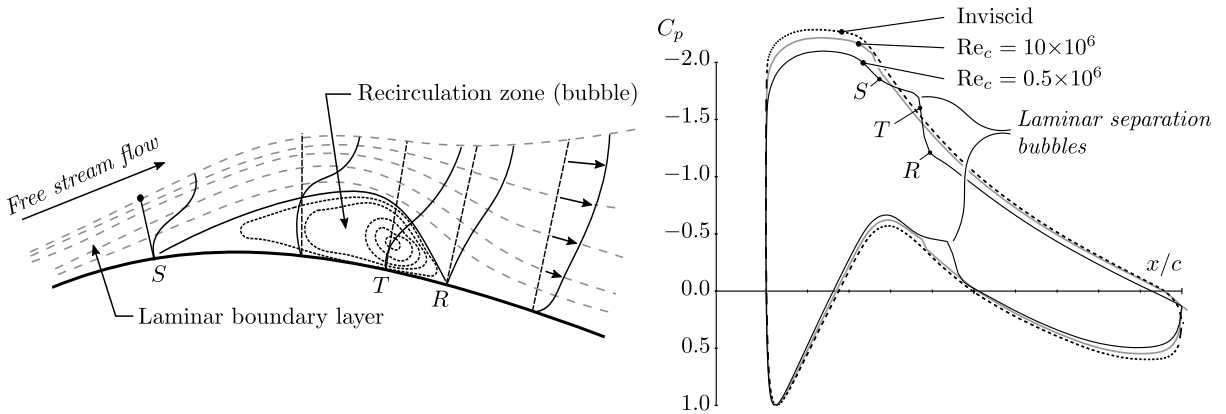 Recirculation zone (bubble)
Free stream flow
S
T
R
Laminar boundary layer
C_p
Inviscid
Re_c = 10×10^6
Re_c = 0.5×10^6
−2.0
−1.5
−1.0
−0.5
0.0
0.5
1.0
S
T
R
Laminar separation
bubbles
x/c